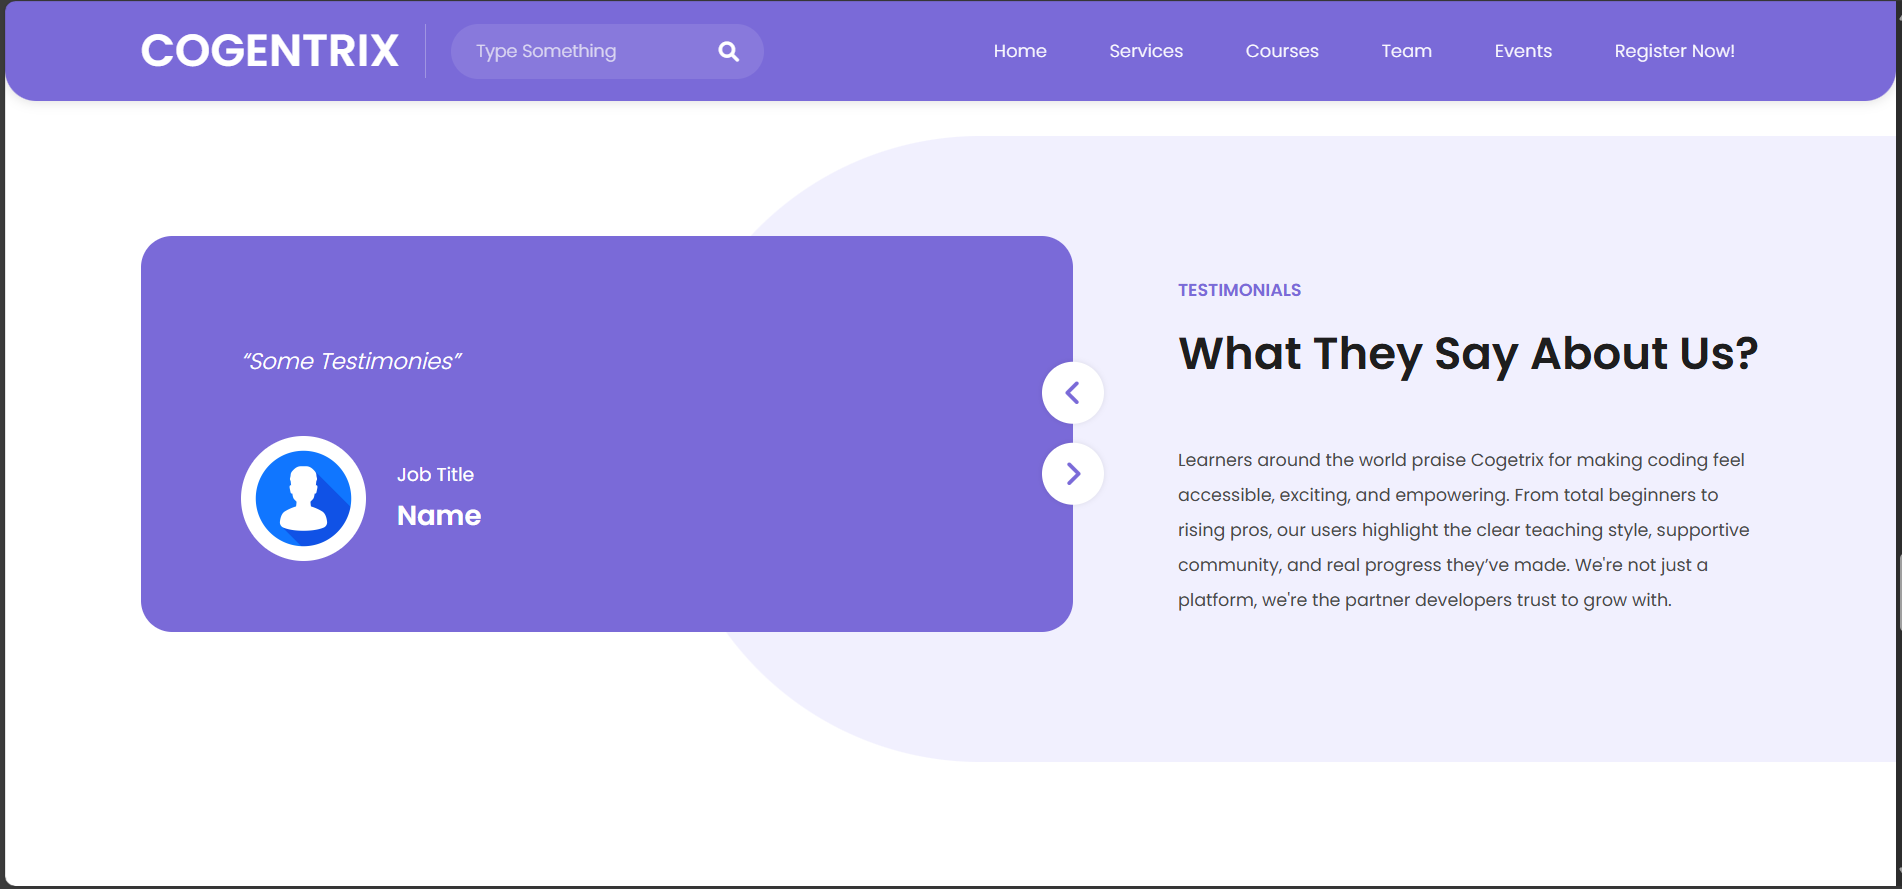 COGENTRIX
Type Something
Home
Services
Courses
Team
Events
Register Now!
“Some Testimonies”
Job Title
Name
TESTIMONIALS
What They Say About Us?
Learners around the world praise Cogetrix for making coding feel
accessible, exciting, and empowering. From total beginners to
rising pros, our users highlight the clear teaching style, supportive
community, and real progress they’ve made. We're not just a
platform, we're the partner developers trust to grow with.